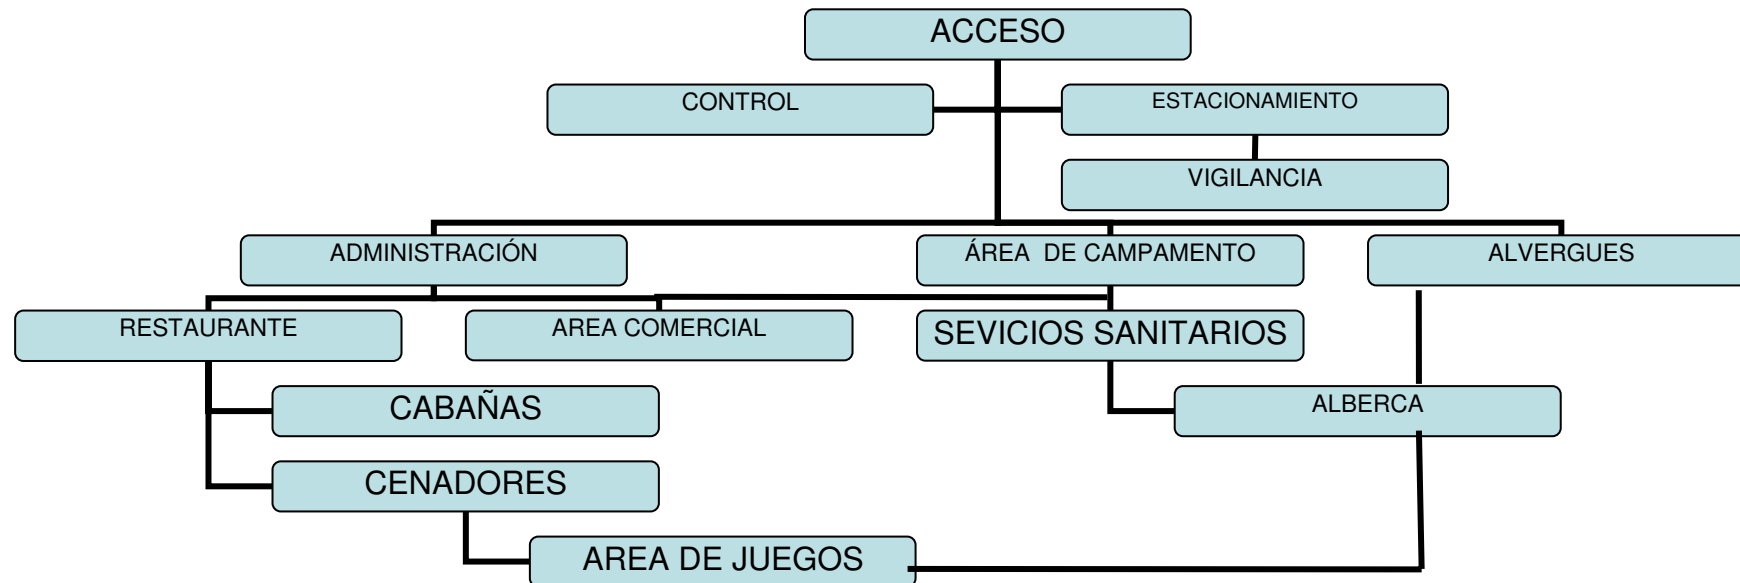 ACCESO
CONTROL
ESTACIONAMIENTO
VIGILANCIA
ADMINISTRACIÓN
ÁREA  DE CAMPAMENTO
ALVERGUES
RESTAURANTE
AREA COMERCIAL
SEVICIOS SANITARIOS
CABAÑAS
ALBERCA
CENADORES
AREA DE JUEGOS